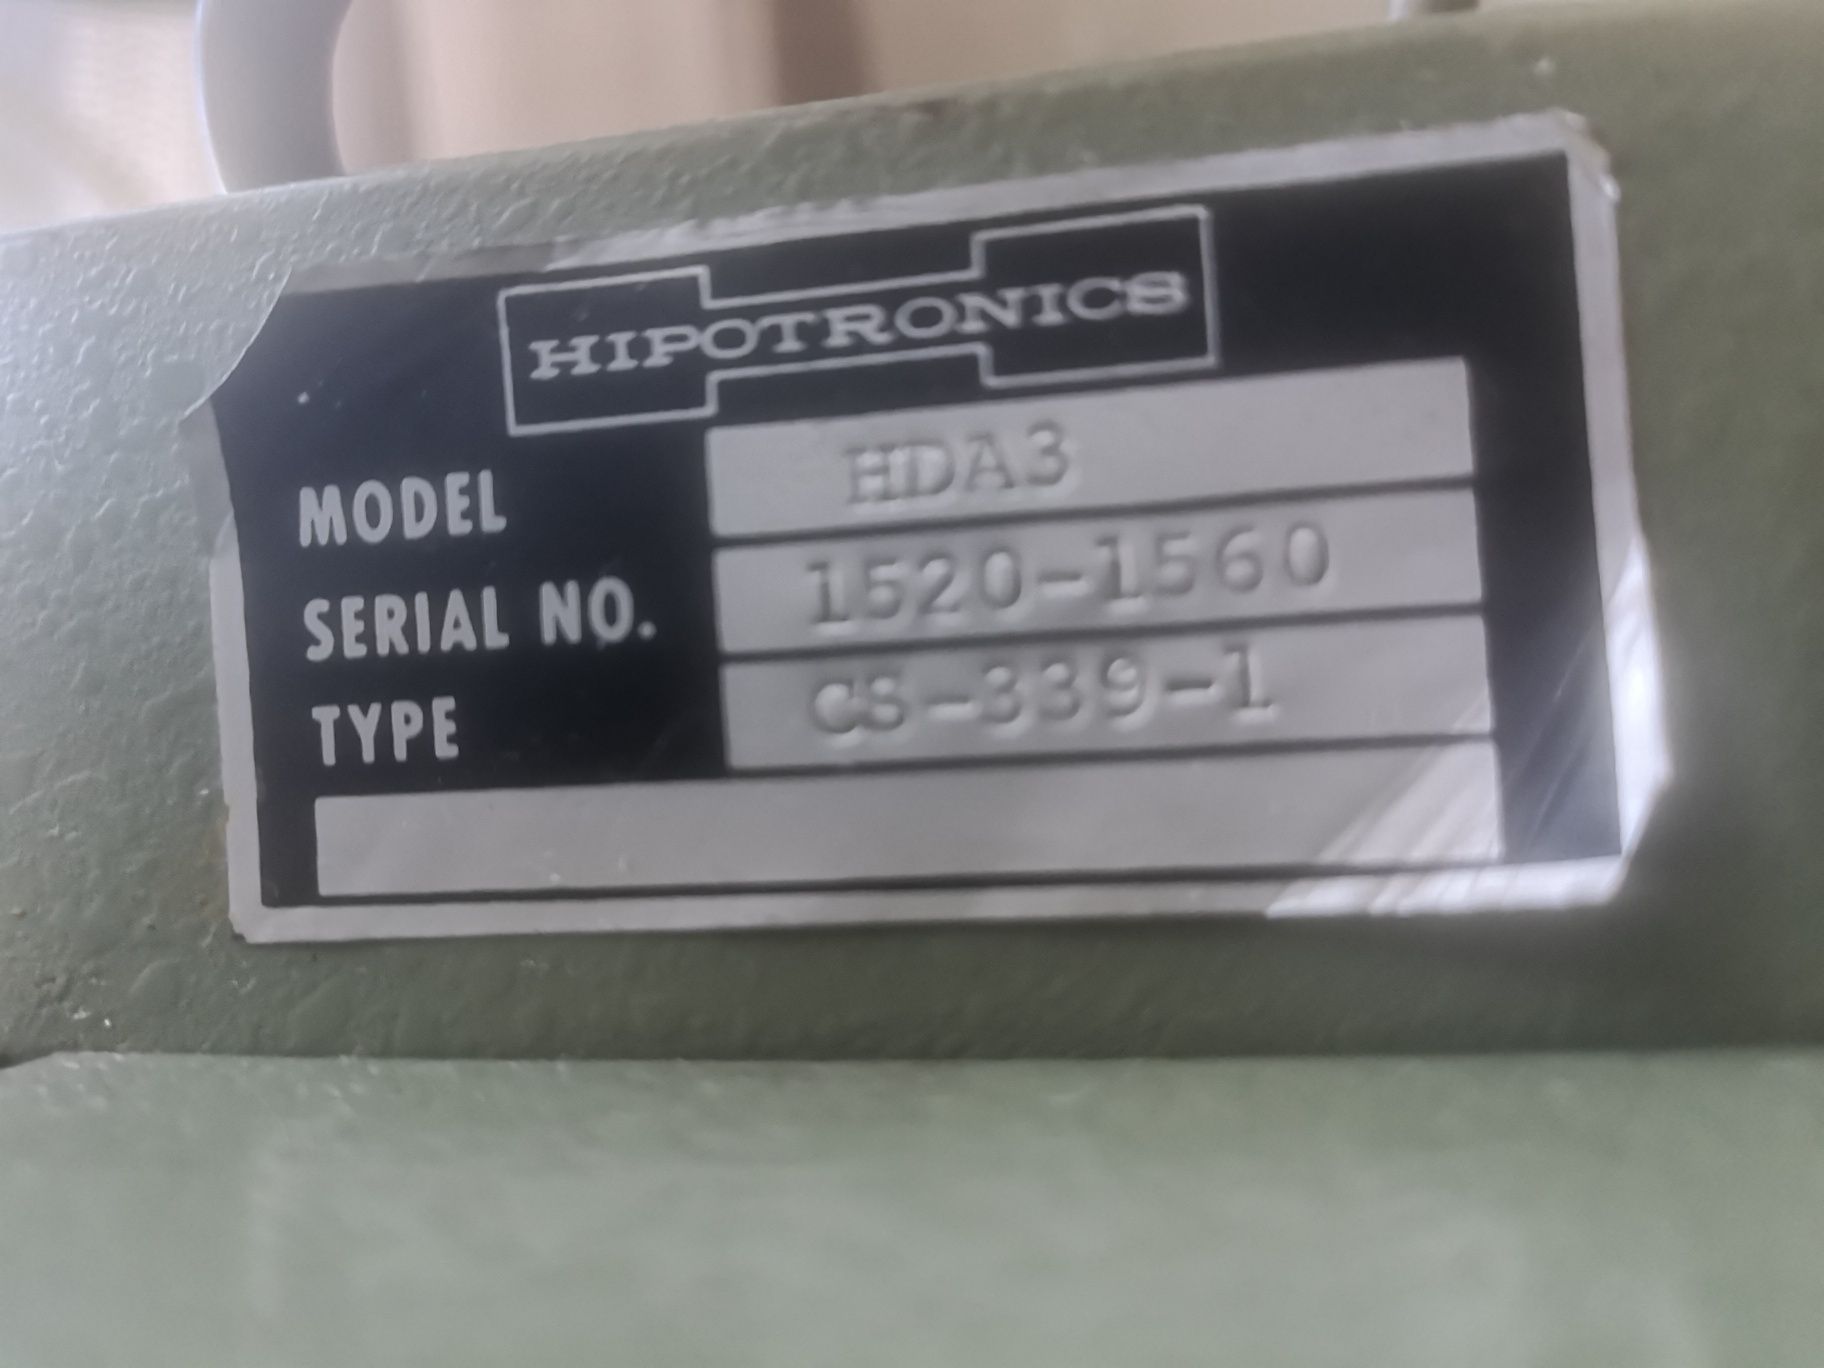 HIPOTRONICS
MODEL HDA3
SERIAL NO. 1520-1560
TYPE CS-339-1